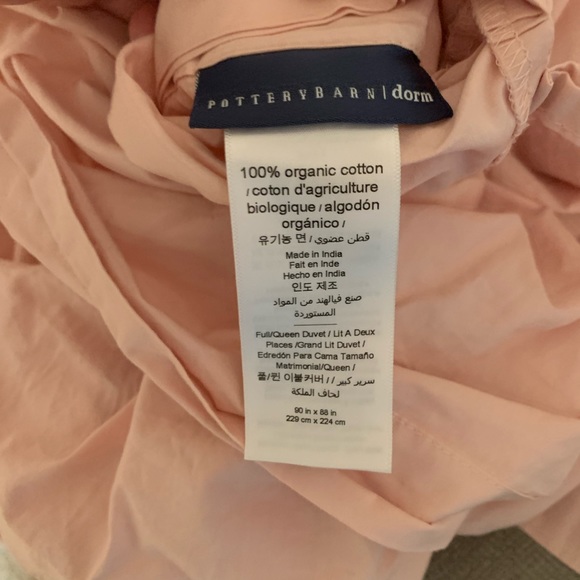 POTTERYBARN | dorm
100% organic cotton
/ coton d'agriculture
biologique / algodón
orgánico /
유기농 면 / قطن عضوي /
Made in India
Fait en Inde
Hecho en India
인도 제조
صنع فيالهند من المواد
المستوردة
Full/Queen Duvet / Lit A Deux
Places /Grand Lit Duvet /
Edredón Para Cama Tamaño
Matrimonial/Queen /
풀/퀸 이불커버 / / سرير كبير /
لحاف الملكة
90 in x 88 in
229 cm x 224 cm